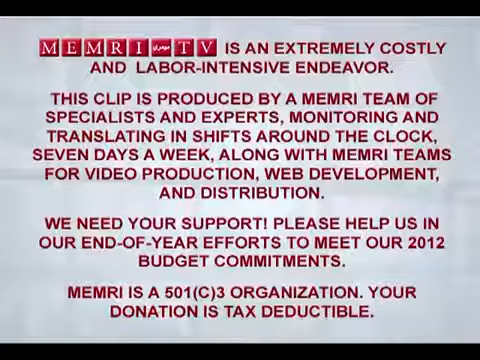 MEMRI TV IS AN EXTREMELY COSTLY
AND LABOR-INTENSIVE ENDEAVOR.
THIS CLIP IS PRODUCED BY A MEMRI TEAM OF
SPECIALISTS AND EXPERTS, MONITORING AND
TRANSLATING IN SHIFTS AROUND THE CLOCK,
SEVEN DAYS A WEEK, ALONG WITH MEMRI TEAMS
FOR VIDEO PRODUCTION, WEB DEVELOPMENT,
AND DISTRIBUTION.
WE NEED YOUR SUPPORT! PLEASE HELP US IN
OUR END-OF-YEAR EFFORTS TO MEET OUR 2012
BUDGET COMMITMENTS.
MEMRI IS A 501(C)3 ORGANIZATION. YOUR
DONATION IS TAX DEDUCTIBLE.